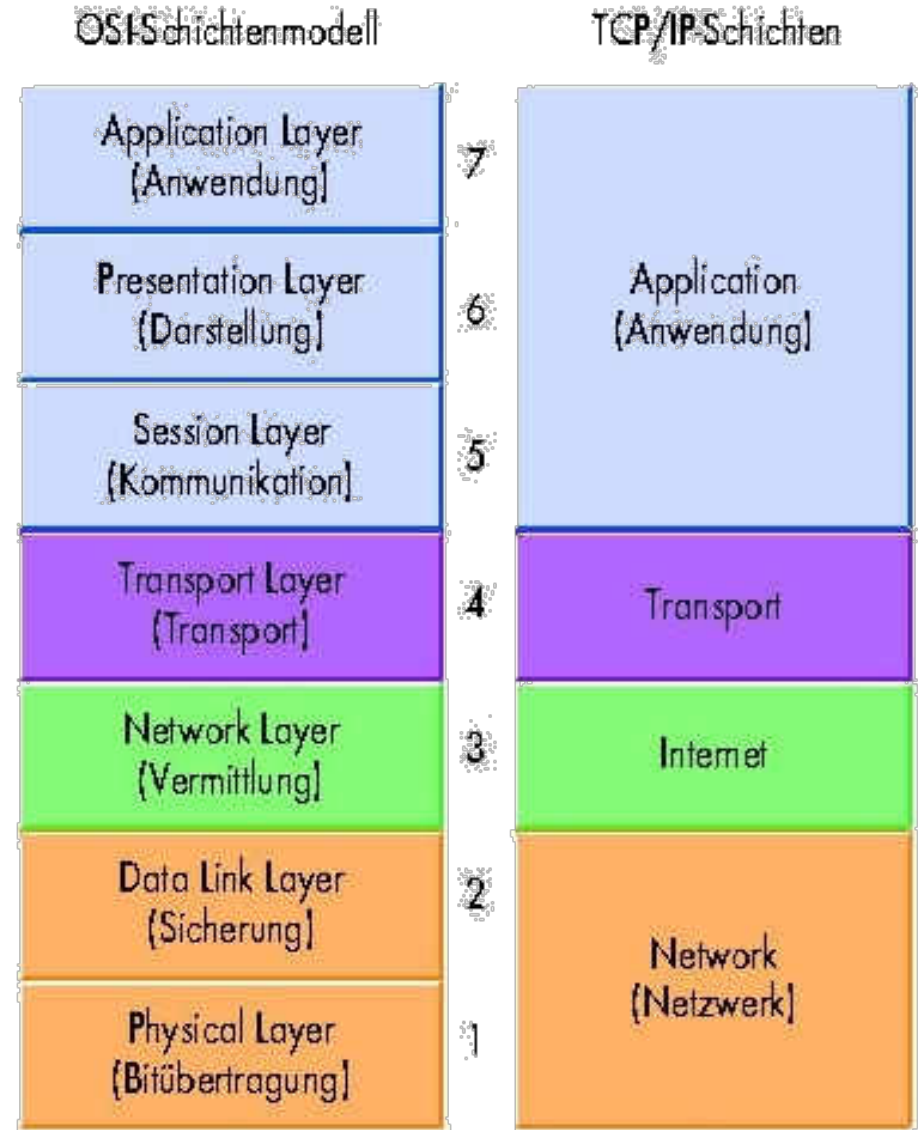 OSI-Schichtenmodell
TCP/IP-Schichten
Application Layer
(Anwendung)
7
Presentation Layer
(Darstellung)
6
Session Layer
(Kommunikation)
5
Application
(Anwendung)
Transport Layer
(Transport)
4
Transport
Network Layer
(Vermittlung)
3
Internet
Data Link Layer
(Sicherung)
2
Physical Layer
(Bitübertragung)
1
Network
(Netzwerk)